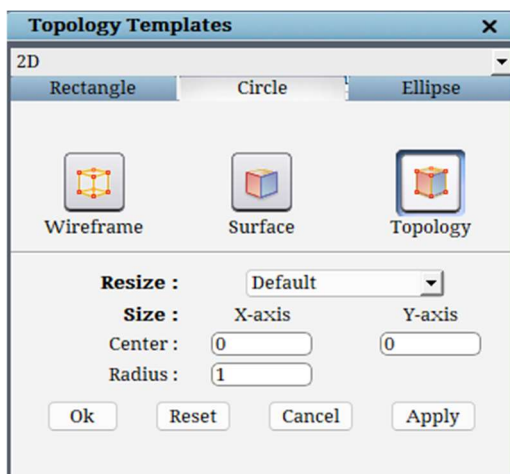 Topology Templates ×
2D
Rectangle Circle Ellipse
Wireframe Surface Topology
Resize : Default
Size : X-axis Y-axis
Center : 0 0
Radius : 1
Ok Reset Cancel Apply